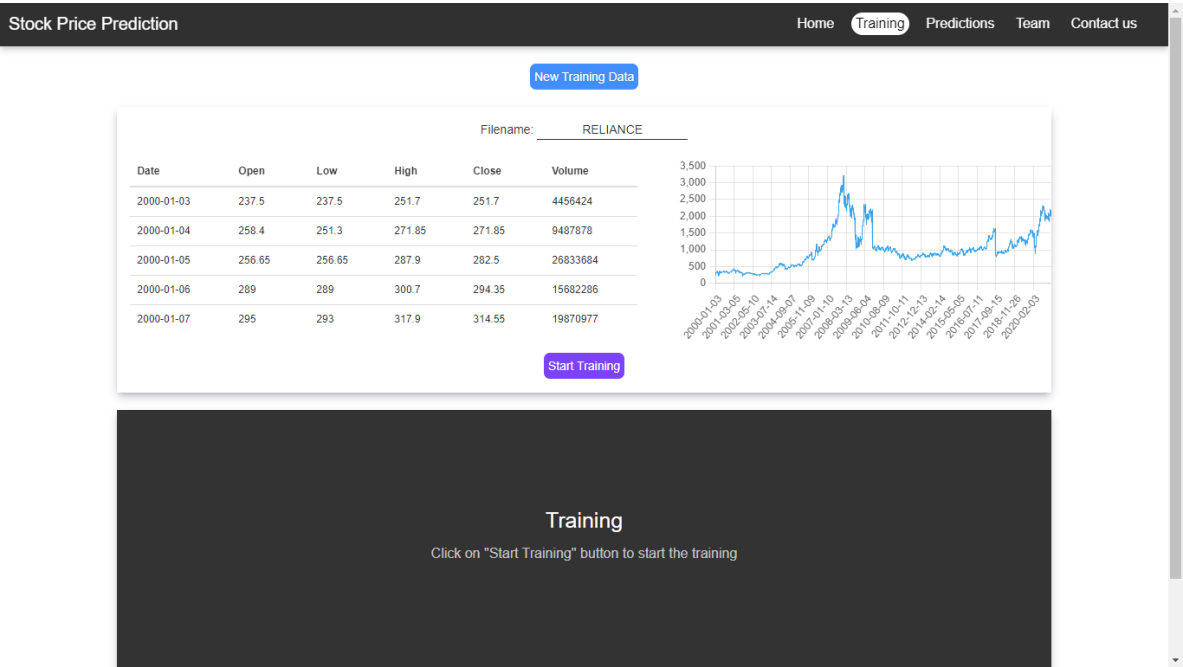 Stock Price Prediction Home Training Predictions Team Contact us
New Training Data
Filename: RELIANCE
Date Open Low High Close Volume
2000-01-03 237.5 237.5 251.7 251.7 4456424
2000-01-04 258.4 251.3 271.85 271.85 9487878
2000-01-05 256.65 256.65 287.9 282.5 26833684
2000-01-06 289 289 300.7 294.35 15682286
2000-01-07 295 293 317.9 314.55 19870977
3,500
3,000
2,500
2,000
1,500
1,000
500
0
2000-01-03 2001-03-05 2002-05-10 2003-07-14 2004-09-07 2005-11-09 2007-01-10 2008-03-13 2009-06-04 2010-08-09 2011-10-11 2012-12-13 2014-02-14 2015-05-05 2016-07-11 2017-09-15 2018-11-26 2020-02-03
Start Training
Training
Click on "Start Training" button to start the training